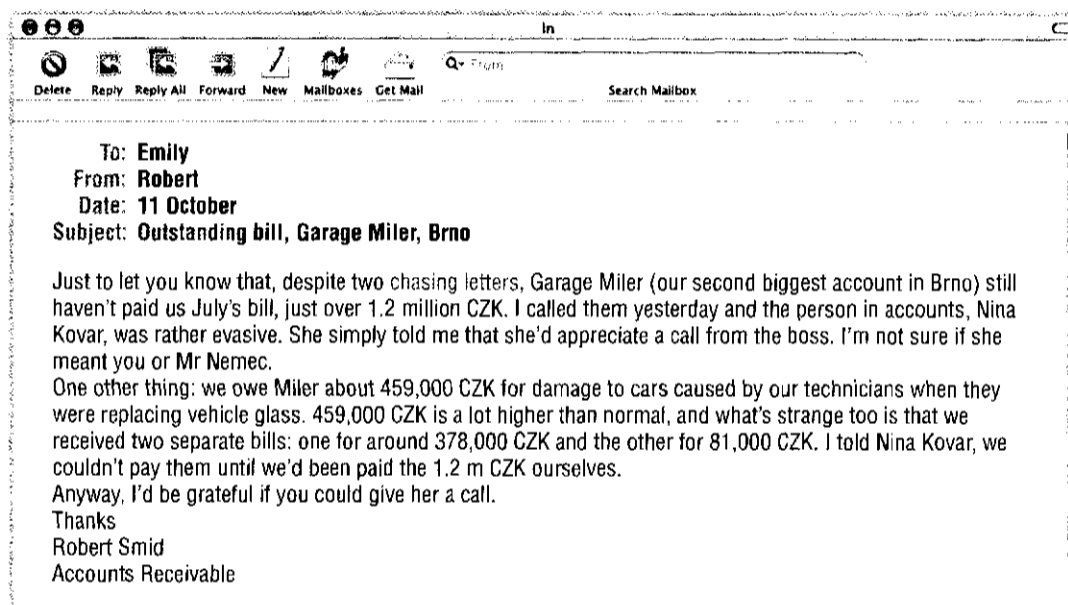 In
Delete Reply Reply All Forward New Mailboxes Get Mail Search Mailbox
From
To: Emily
From: Robert
Date: 11 October
Subject: Outstanding bill, Garage Miler, Brno
Just to let you know that, despite two chasing letters, Garage Miler (our second biggest account in Brno) still
haven't paid us July's bill, just over 1.2 million CZK. I called them yesterday and the person in accounts, Nina
Kovar, was rather evasive. She simply told me that she'd appreciate a call from the boss. I'm not sure if she
meant you or Mr Nemec.
One other thing: we owe Miler about 459,000 CZK for damage to cars caused by our technicians when they
were replacing vehicle glass. 459,000 CZK is a lot higher than normal, and what's strange too is that we
received two separate bills: one for around 378,000 CZK and the other for 81,000 CZK. I told Nina Kovar, we
couldn't pay them until we'd been paid the 1.2 m CZK ourselves.
Anyway, I'd be grateful if you could give her a call.
Thanks
Robert Smid
Accounts Receivable